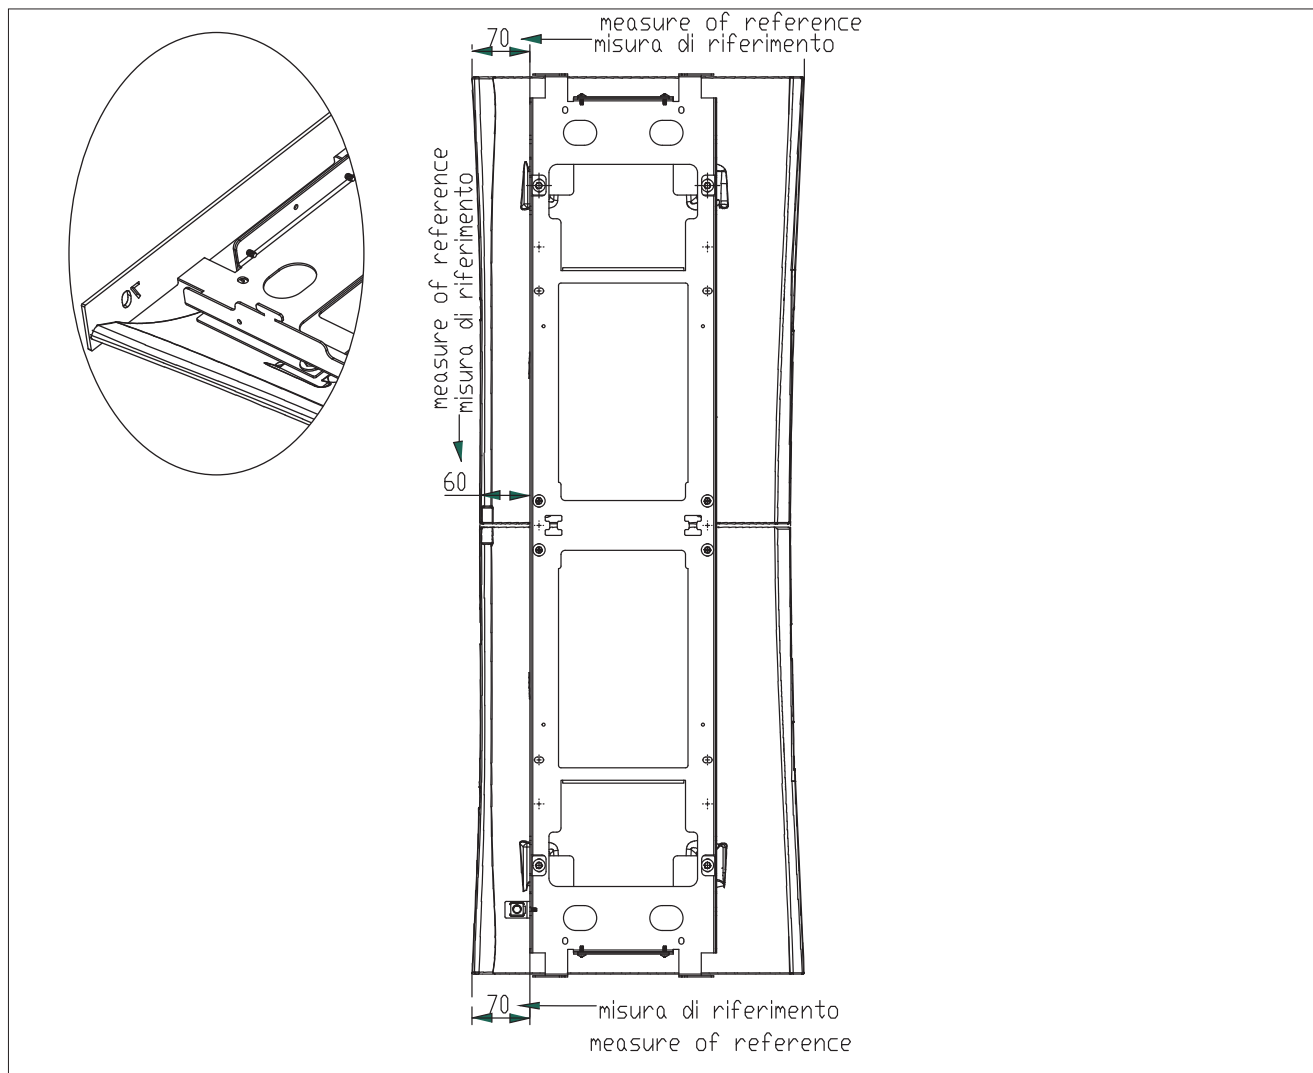 measure of reference
70
misura di riferimento
measure of reference
misura di riferimento
60
70
misura di riferimento
measure of reference